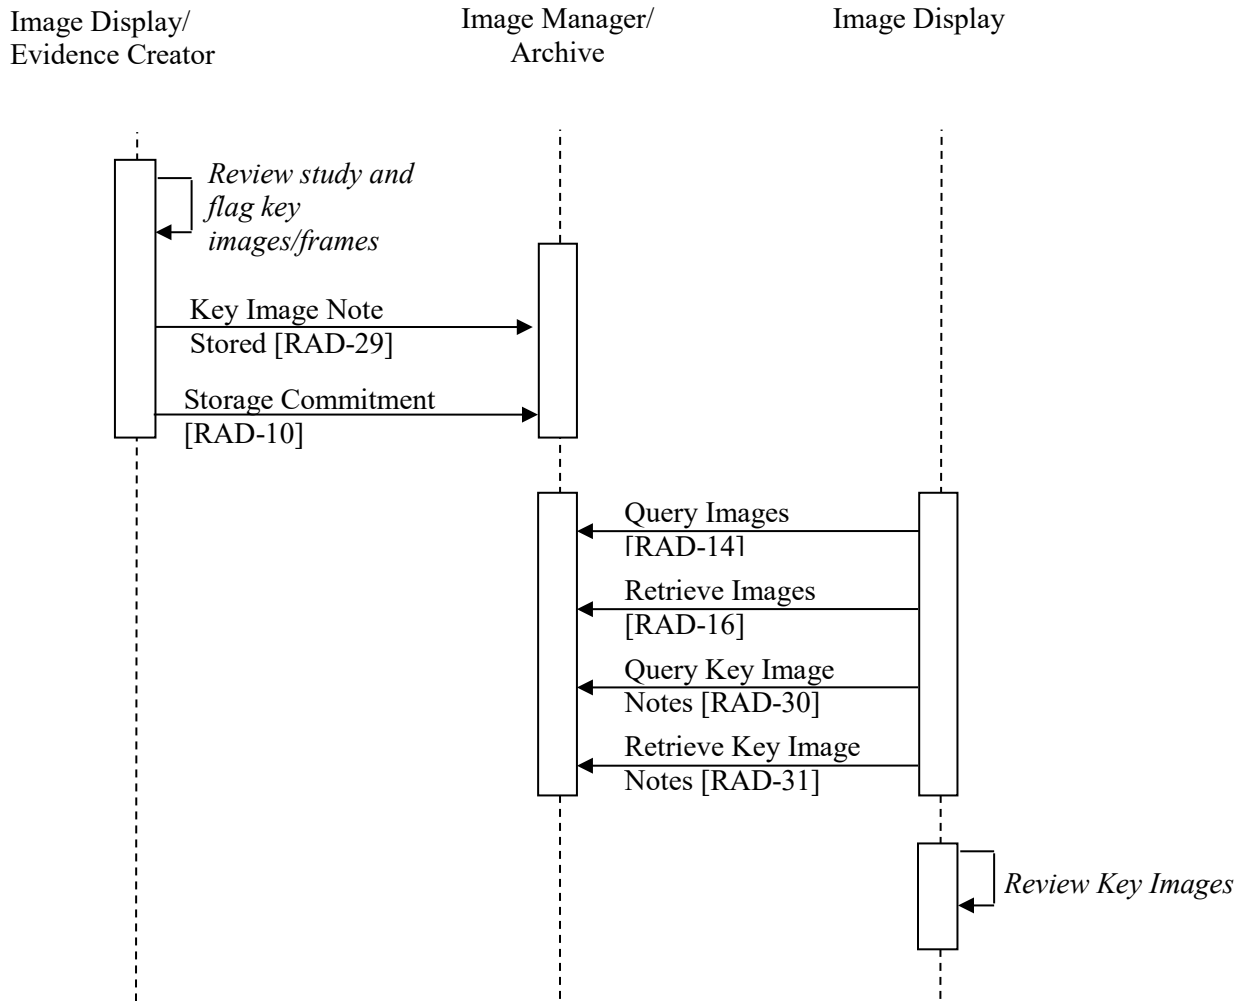 Image Display/
Evidence Creator
Image Manager/
Archive
Image Display
Review study and
flag key
images/frames
Key Image Note
Stored [RAD-29]
Storage Commitment
[RAD-10]
Query Images
[RAD-14]
Retrieve Images
[RAD-16]
Query Key Image
Notes [RAD-30]
Retrieve Key Image
Notes [RAD-31]
Review Key Images